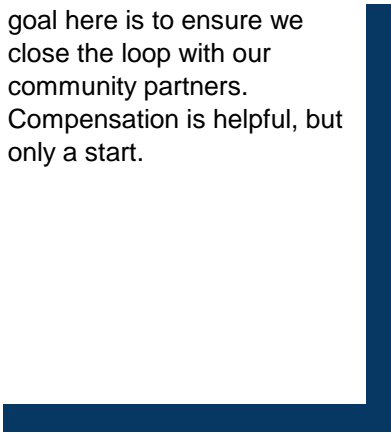 goal here is to ensure we
close the loop with our
community partners.
Compensation is helpful, but
only a start.